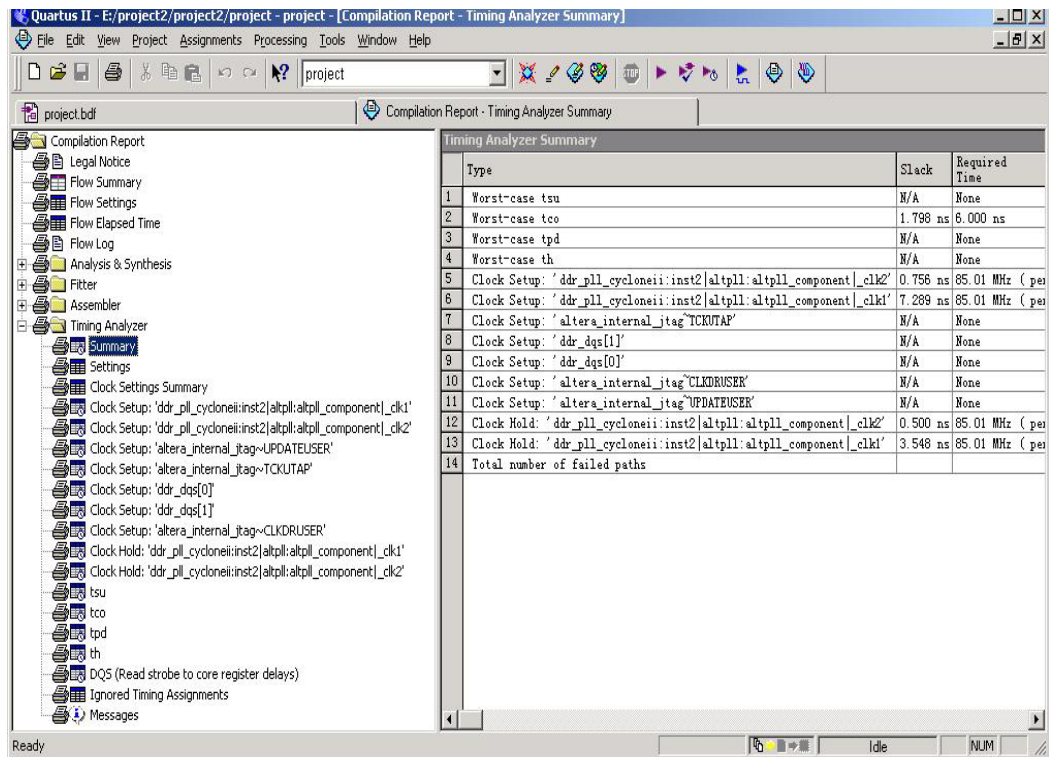 Quartus II - E:/project2/project2/project - project - [Compilation Report - Timing Analyzer Summary]
File Edit View Project Assignments Processing Tools Window Help
project
project.bdf
Compilation Report - Timing Analyzer Summary
Compilation Report
Legal Notice
Flow Summary
Flow Settings
Flow Elapsed Time
Flow Log
Analysis & Synthesis
Fitter
Assembler
Timing Analyzer
Summary
Settings
Clock Settings Summary
Clock Setup: 'ddr_pll_cycloneii:inst2|altpll:altpll_component|_clk1'
Clock Setup: 'ddr_pll_cycloneii:inst2|altpll:altpll_component|_clk2'
Clock Setup: 'altera_internal_jtag~UPDATEUSER'
Clock Setup: 'altera_internal_jtag~TCKUTAP'
Clock Setup: 'ddr_dqs[0]'
Clock Setup: 'ddr_dqs[1]'
Clock Setup: 'altera_internal_jtag~CLKDRUSER'
Clock Hold: 'ddr_pll_cycloneii:inst2|altpll:altpll_component|_clk1'
Clock Hold: 'ddr_pll_cycloneii:inst2|altpll:altpll_component|_clk2'
tsu
tco
tpd
th
DQS (Read strobe to core register delays)
Ignored Timing Assignments
Messages
Timing Analyzer Summary
Type Slack Required Time
1 Worst-case tsu N/A None
2 Worst-case tco 1.798 ns 6.000 ns
3 Worst-case tpd N/A None
4 Worst-case th N/A None
5 Clock Setup: 'ddr_pll_cycloneii:inst2|altpll:altpll_component|_clk2' 0.756 ns 85.01 MHz ( per
6 Clock Setup: 'ddr_pll_cycloneii:inst2|altpll:altpll_component|_clk1' 7.289 ns 85.01 MHz ( per
7 Clock Setup: 'altera_internal_jtag~TCKUTAP' N/A None
8 Clock Setup: 'ddr_dqs[1]' N/A None
9 Clock Setup: 'ddr_dqs[0]' N/A None
10 Clock Setup: 'altera_internal_jtag~CLKDRUSER' N/A None
11 Clock Setup: 'altera_internal_jtag~UPDATEUSER' N/A None
12 Clock Hold: 'ddr_pll_cycloneii:inst2|altpll:altpll_component|_clk2' 0.500 ns 85.01 MHz ( per
13 Clock Hold: 'ddr_pll_cycloneii:inst2|altpll:altpll_component|_clk1' 3.548 ns 85.01 MHz ( per
14 Total number of failed paths
Ready Idle NUM